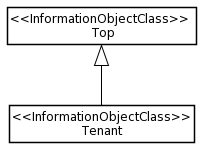 <<InformationObjectClass>>
Top
<<InformationObjectClass>>
Tenant